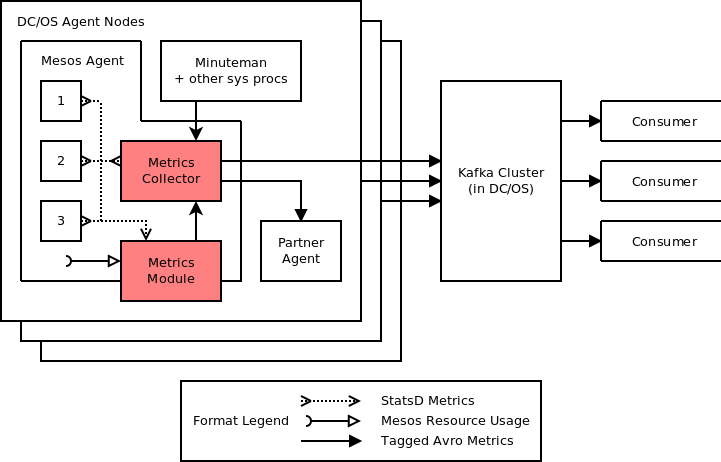 DC/OS Agent Nodes
Mesos Agent
Minuteman
+ other sys procs
1
2
3
Metrics
Collector
Metrics
Module
Partner
Agent
Kafka Cluster
(in DC/OS)
Consumer
Consumer
Consumer
Format Legend
StatsD Metrics
Mesos Resource Usage
Tagged Avro Metrics